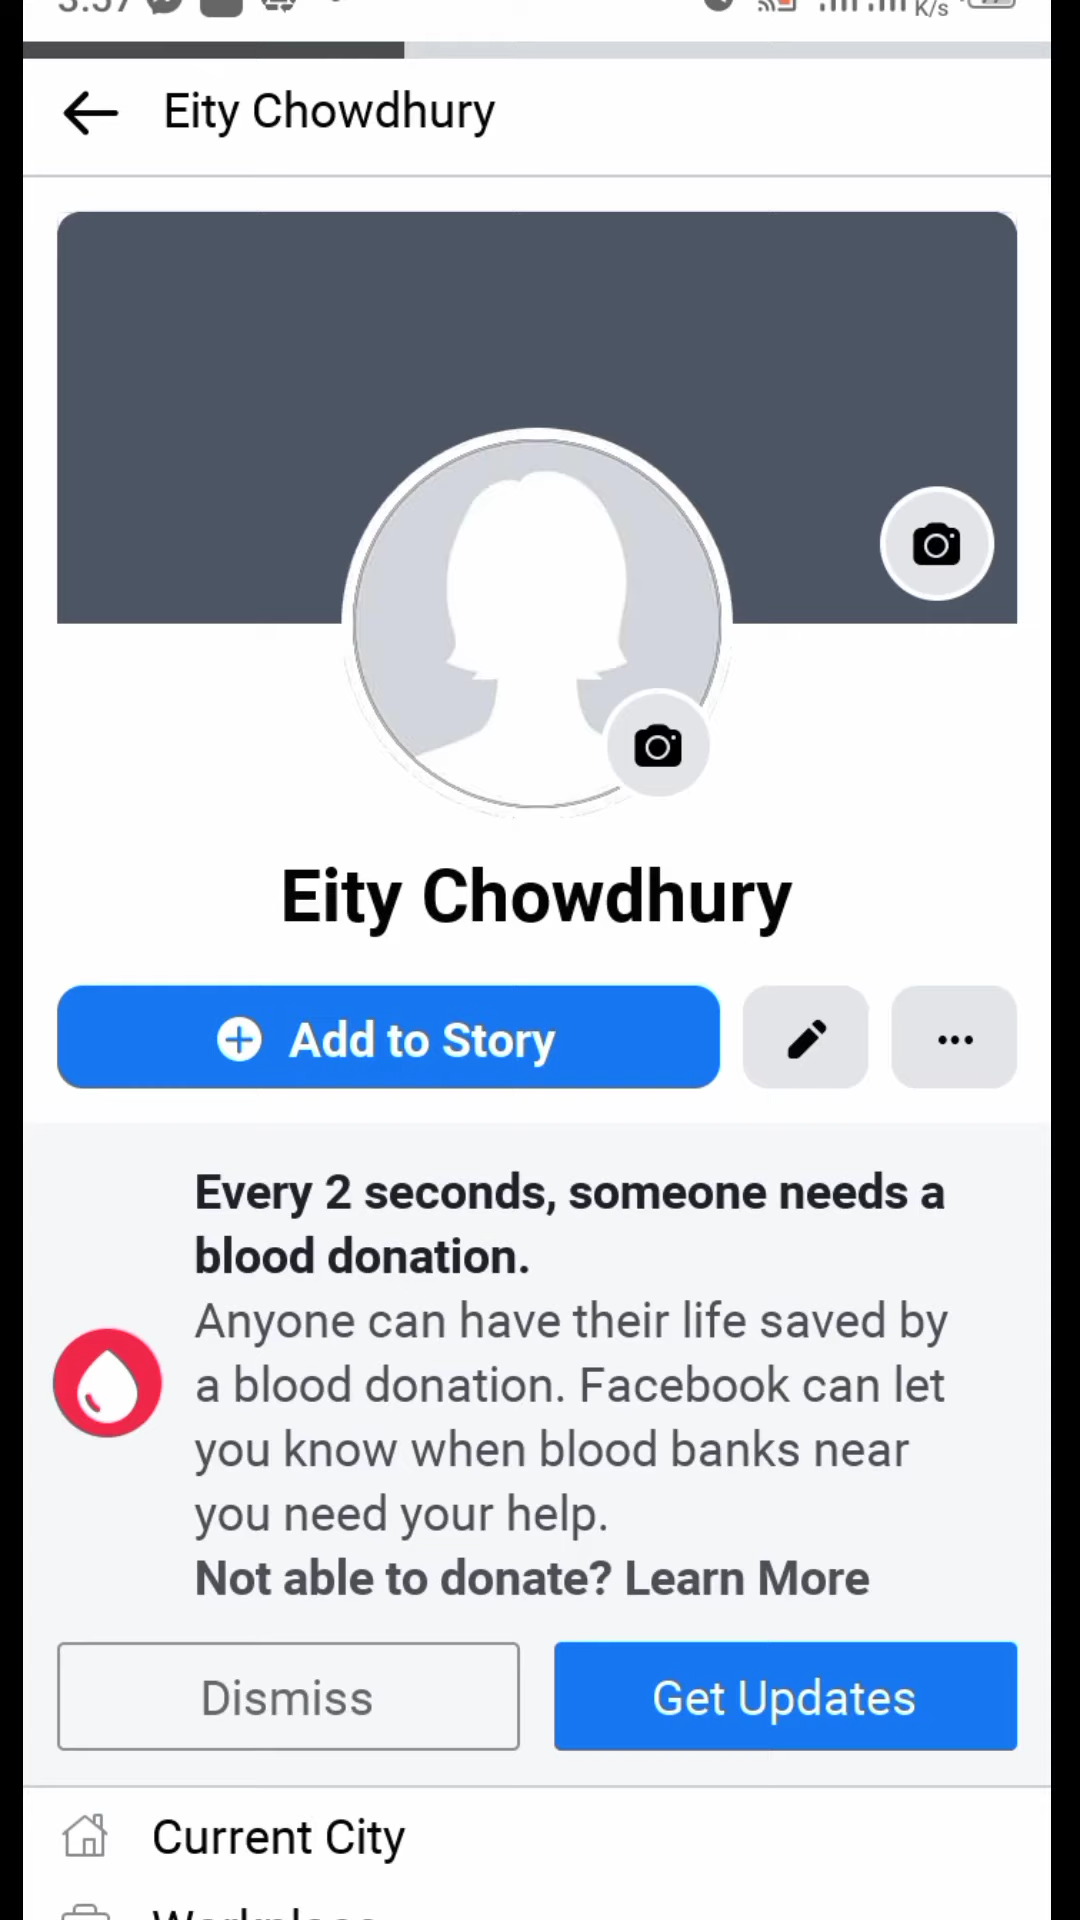 Eity Chowdhury
Eity Chowdhury
Add to Story
Every 2 seconds, someone needs a
blood donation.
Anyone can have their life saved by
a blood donation. Facebook can let
you know when blood banks near
you need your help.
Not able to donate? Learn More
Dismiss
Get Updates
Current City